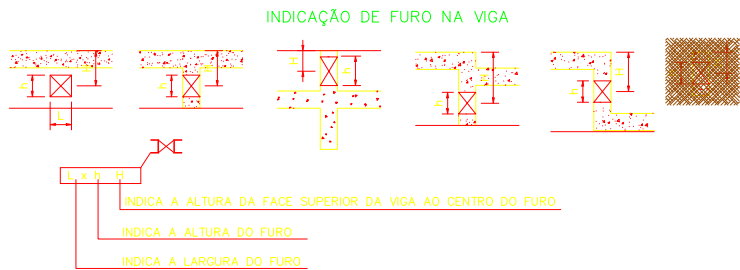 INDICAÇÃO DE FURO NA VIGA
H
H
H
H
H
h
h
h
h
h
L
L x h H
INDICA A ALTURA DA FACE SUPERIOR DA VIGA AO CENTRO DO FURO
INDICA A ALTURA DO FURO
INDICA A LARGURA DO FURO